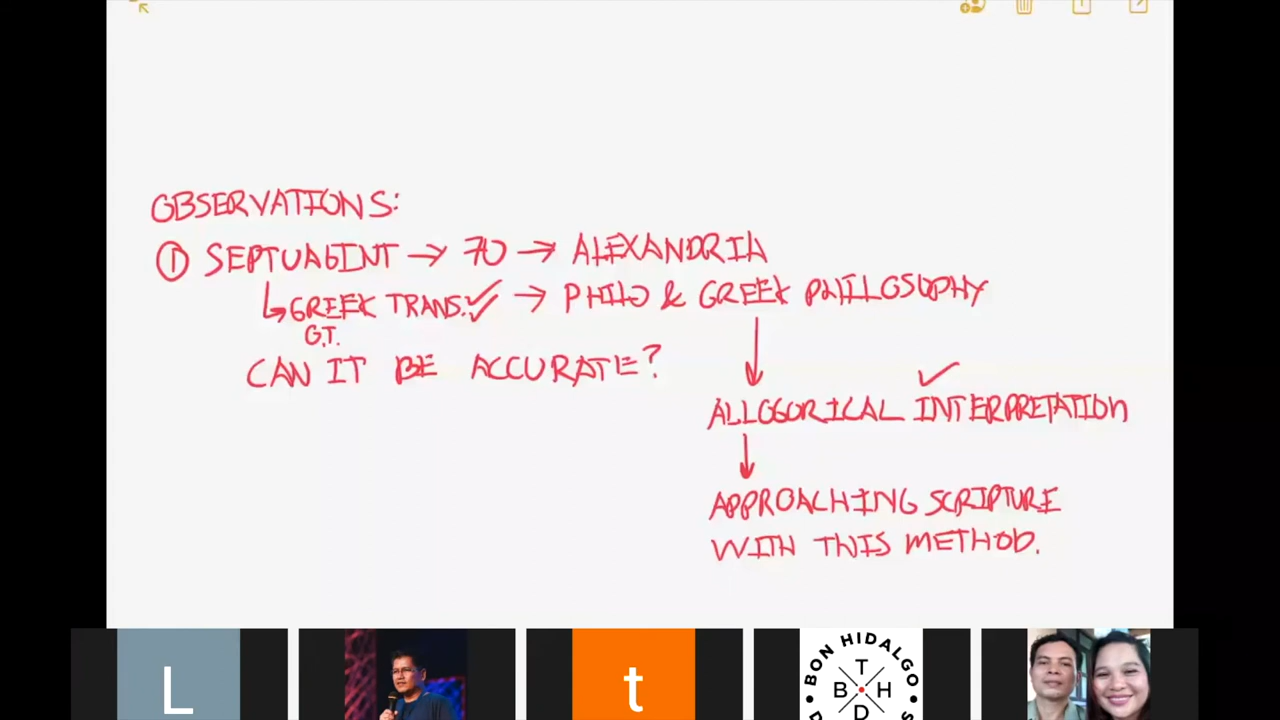 OBSERVATIONS:
① SEPTUAGINT → 70 → ALEXANDRIA
↳ GREEK TRANS. ✓ → PHILO & GREEK PHILOSOPHY
O.T.
CAN IT BE ACCURATE?
ALLOGORICAL INTERPRETATION
APPROACHING SCRIPTURE
WITH THIS METHOD.
L
t
BON HIDALGO
T
B H
D